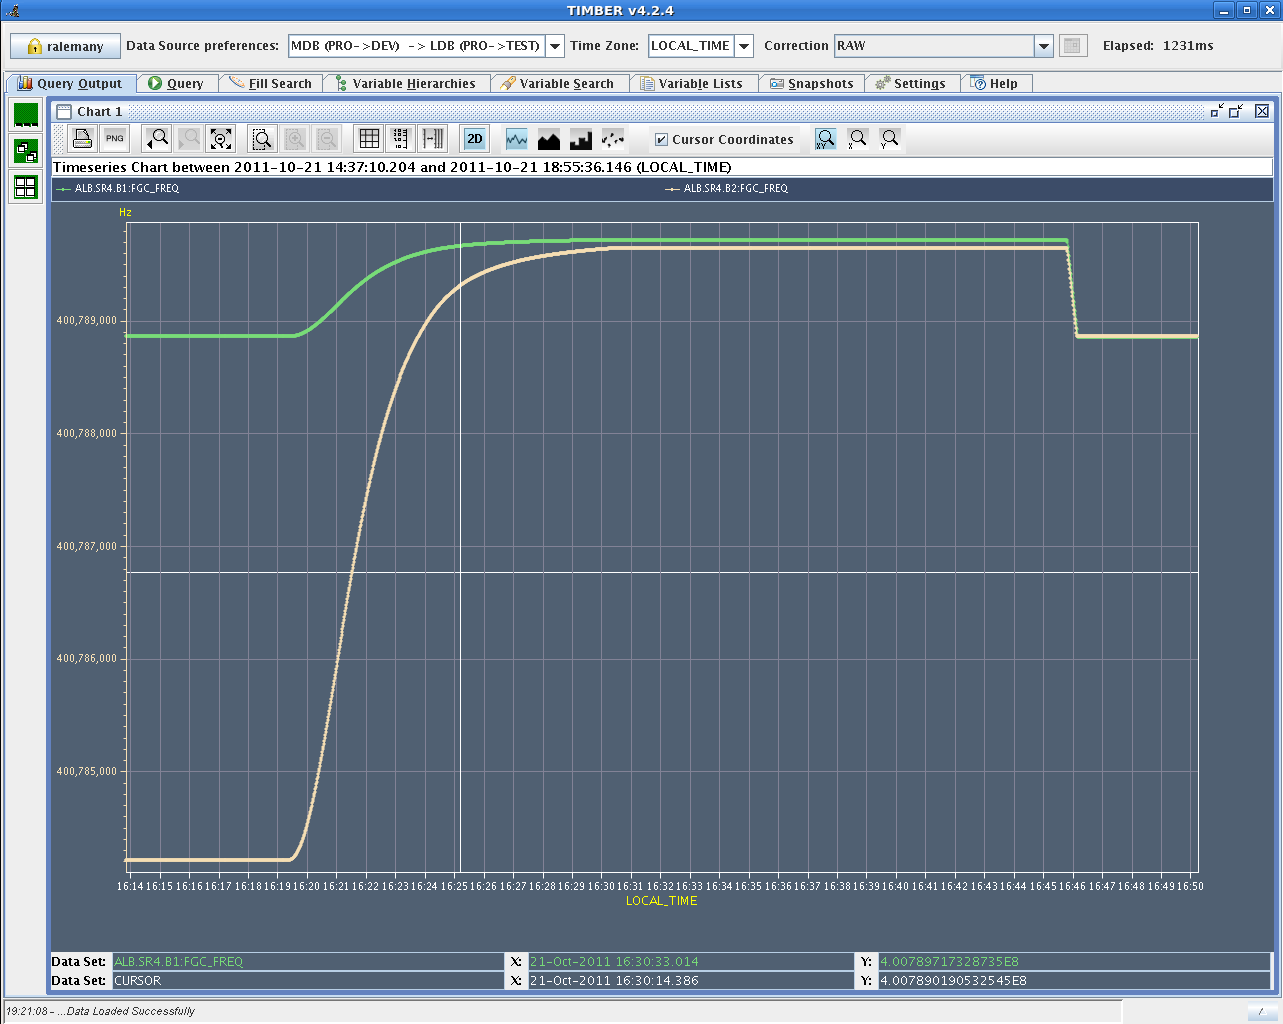 TIMBER v4.2.4
ralemany Data Source preferences: MDB (PRO->DEV) -> LDB (PRO->TEST) Time Zone: LOCAL_TIME Correction RAW Elapsed: 1231ms
Query Output Query Fill Search Variable Hierarchies Variable Search Variable Lists Snapshots Settings Help
Chart 1
PNG 2D Cursor Coordinates XY X Y
Timeseries Chart between 2011-10-21 14:37:10.204 and 2011-10-21 18:55:36.146 (LOCAL_TIME)
ALB.SR4.B1:FGC_FREQ ALB.SR4.B2:FGC_FREQ
Hz
400,789,000
400,788,000
400,787,000
400,786,000
400,785,000
16:14 16:15 16:16 16:17 16:18 16:19 16:20 16:21 16:22 16:23 16:24 16:25 16:26 16:27 16:28 16:29 16:30 16:31 16:32 16:33 16:34 16:35 16:36 16:37 16:38 16:39 16:40 16:41 16:42 16:43 16:44 16:45 16:46 16:47 16:48 16:49 16:50
LOCAL_TIME
Data Set: ALB.SR4.B1:FGC_FREQ X: 21-Oct-2011 16:30:33.014 Y: 4.00789717328735E8
Data Set: CURSOR X: 21-Oct-2011 16:30:14.386 Y: 4.007890190532545E8
19:21:08 - ...Data Loaded Successfully